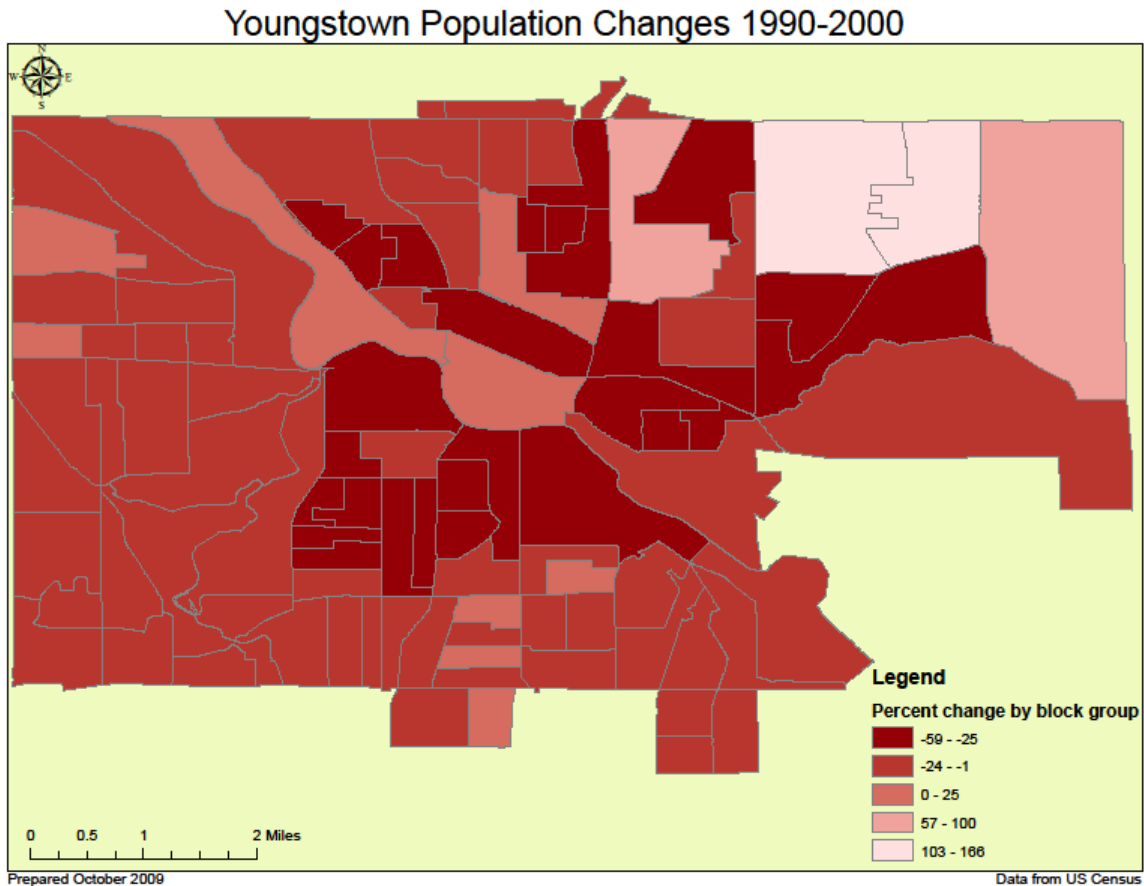 Youngstown Population Changes 1990-2000
N
W E
S
Legend
Percent change by block group
-59 - -25
-24 - -1
0 - 25
57 - 100
103 - 166
0 0.5 1 2 Miles
Prepared October 2009 Data from US Census